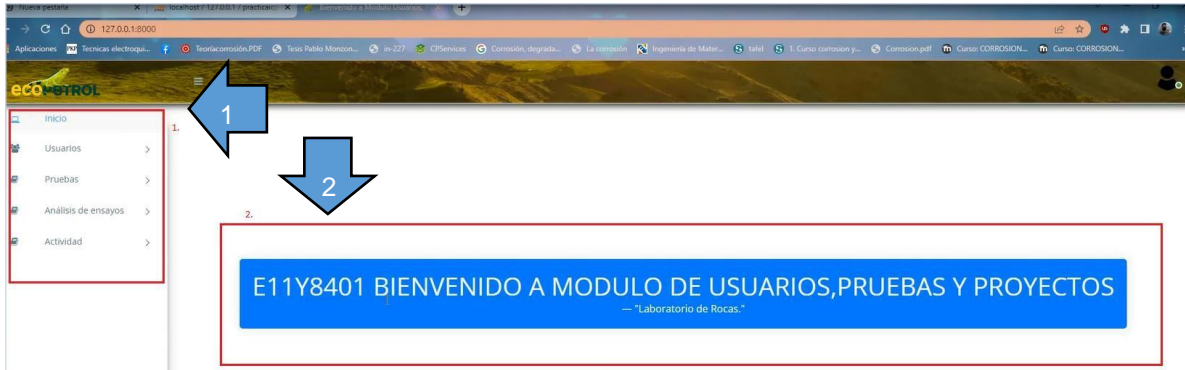 Nueva pestaña
localhost / 127.0.0.1 / practicaic
Bienvenido a Modulo Usuarios,
127.0.0.1:8000
Aplicaciones
Tecnicas electroqui...
Teoríacorrosión.PDF
Tesis Pablo Monzon...
in-227
CPServices
Corrosión, degrada...
La corrosión
Ingeniería de Mater...
tafel
1. Curso corrosion y...
Corrosion.pdf
Curso: CORROSION...
Curso: CORROSION...
ecoPETROL
Inicio
Usuarios
Pruebas
Análisis de ensayos
Actividad
1.
1
2
2.
E11Y8401 BIENVENIDO A MODULO DE USUARIOS,PRUEBAS Y PROYECTOS
— "Laboratorio de Rocas."